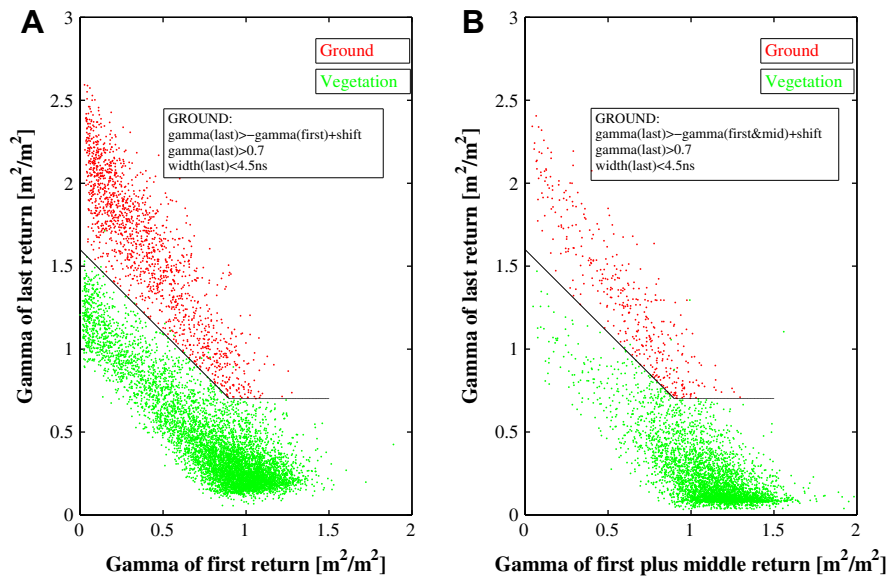 A
Ground
Vegetation
GROUND:
gamma(last)>−gamma(first)+shift
gamma(last)>0.7
width(last)<4.5ns
3
2.5
2
1.5
1
0.5
0
0
0.5
1
1.5
2
Gamma of last return [m²/m²]
Gamma of first return [m²/m²]
B
Ground
Vegetation
GROUND:
gamma(last)>−gamma(first&mid)+shift
gamma(last)>0.7
width(last)<4.5ns
3
2.5
2
1.5
1
0.5
0
0
0.5
1
1.5
2
Gamma of last return [m²/m²]
Gamma of first plus middle return [m²/m²]